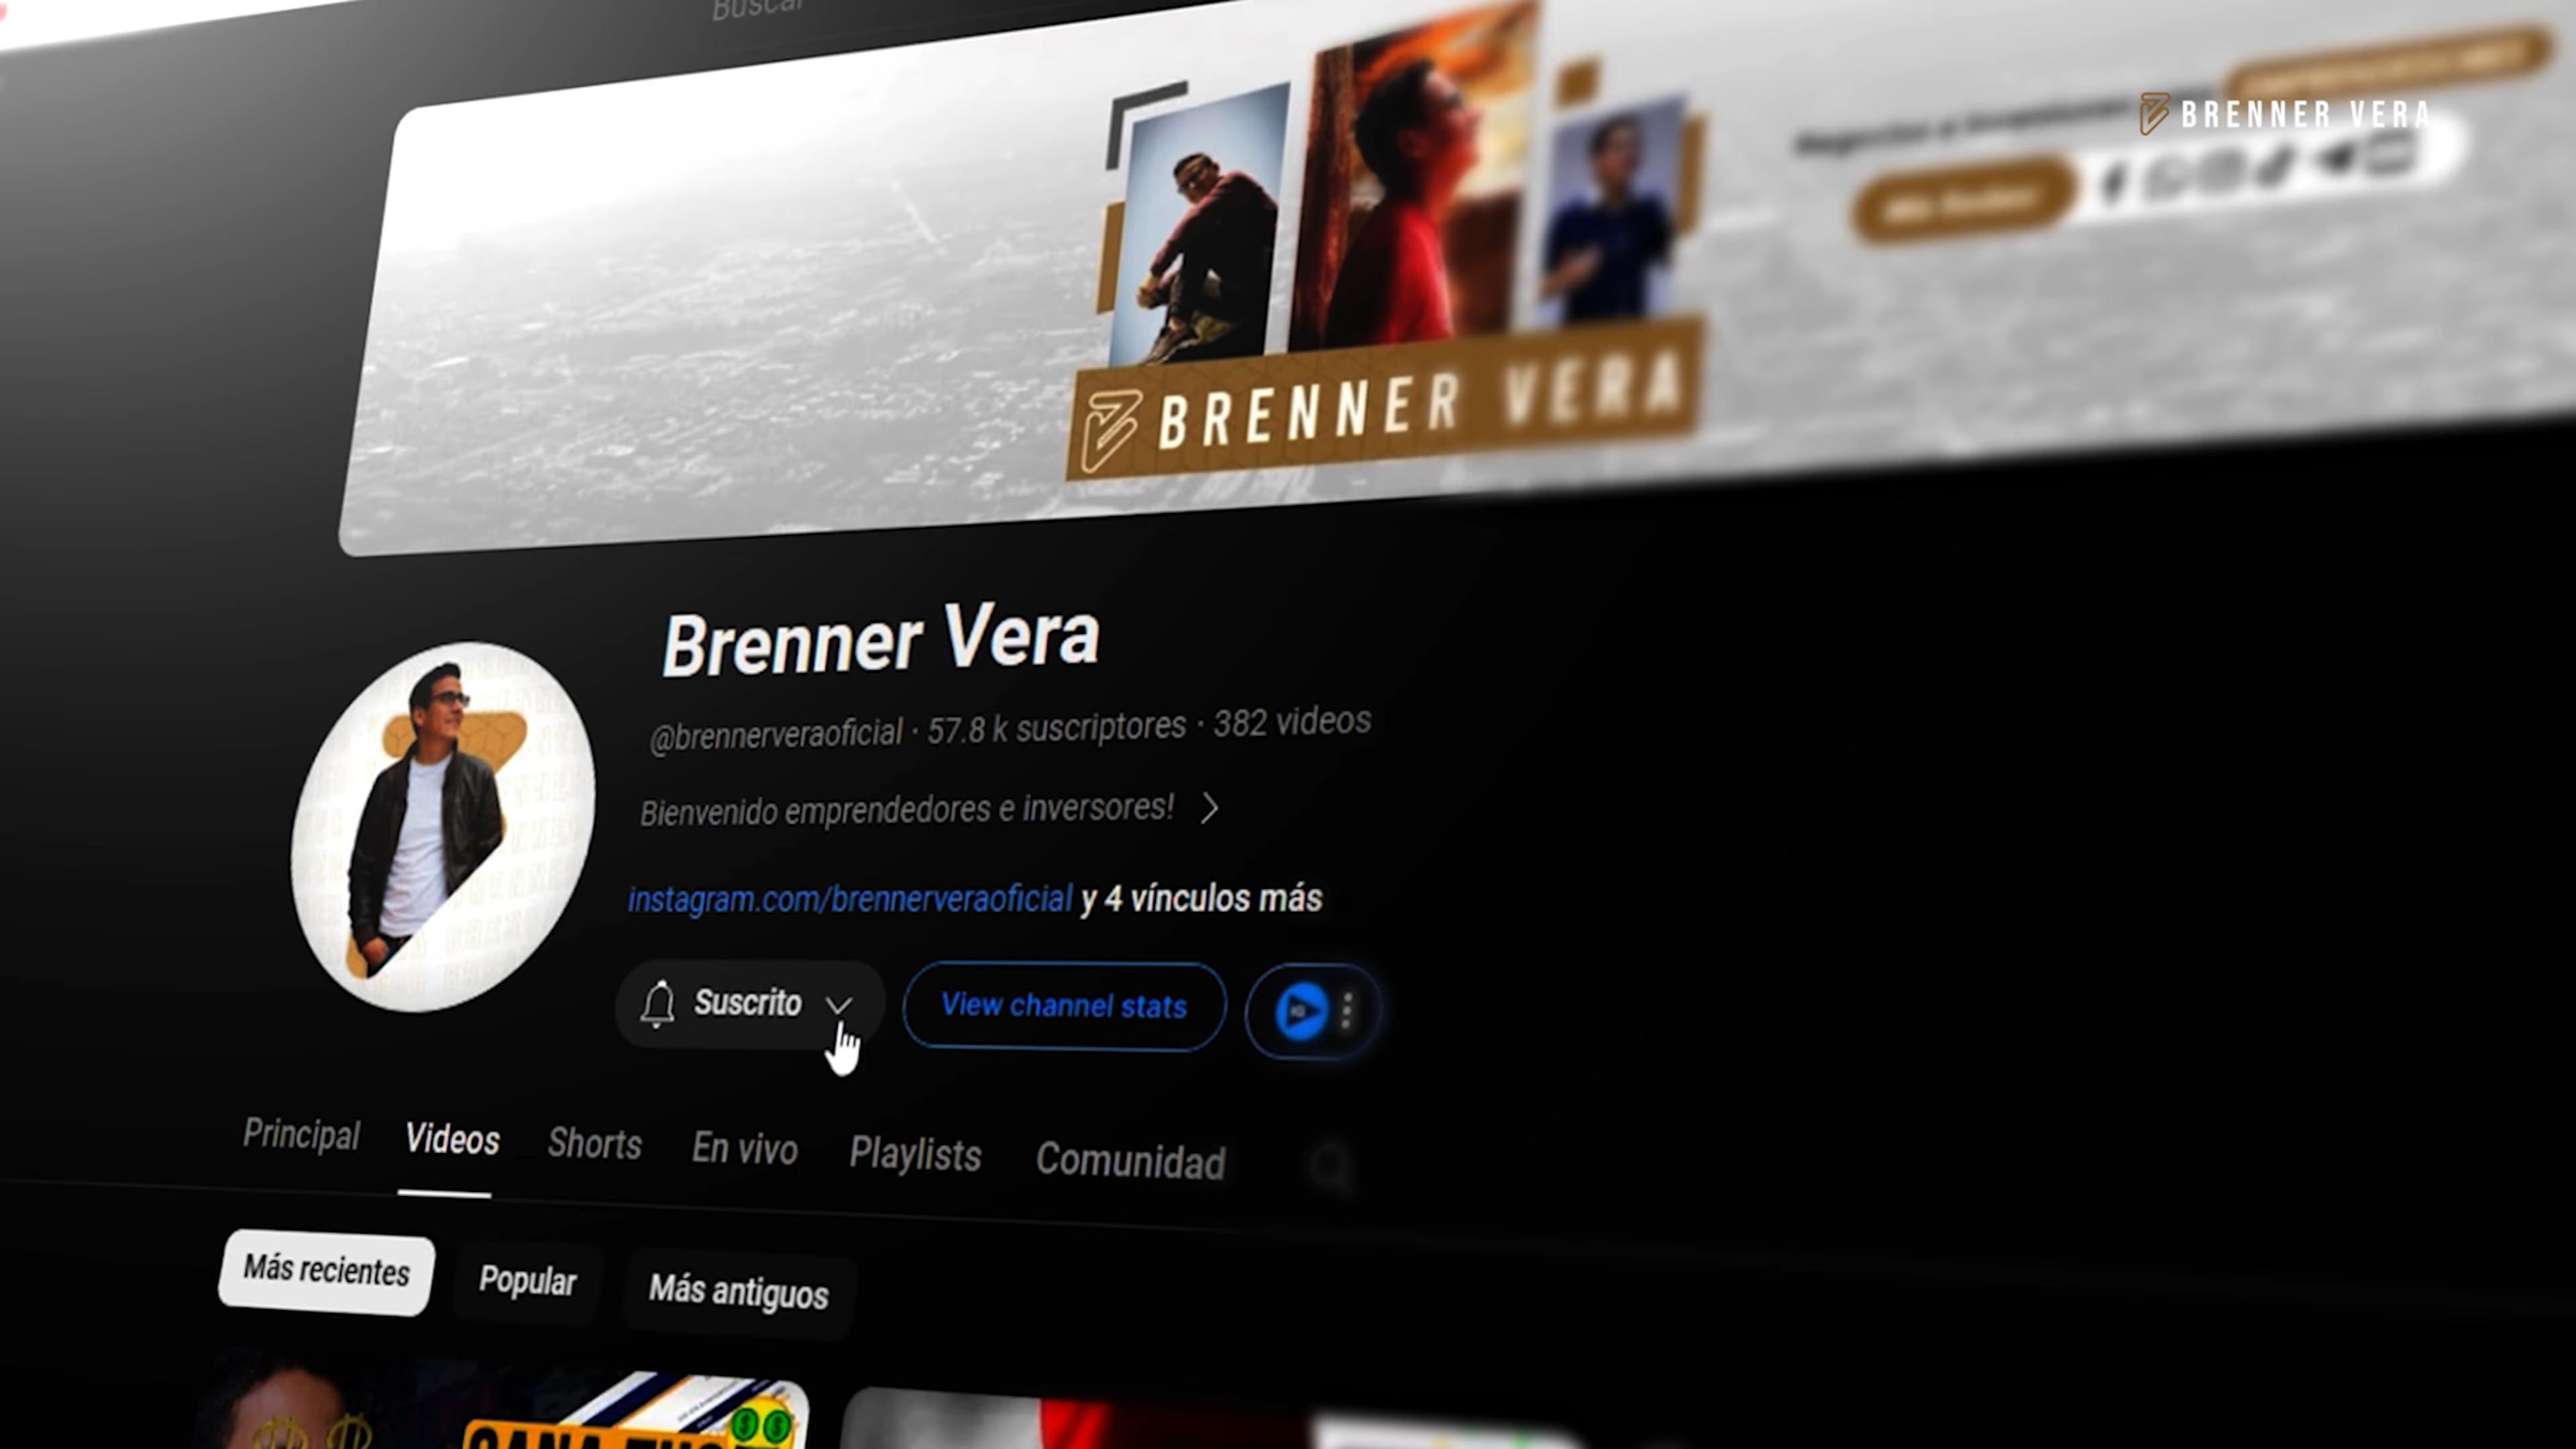 Buscar
BRENNER VERA
BRENNER VERA
Brenner Vera
@brennerveraoficial · 57.8 k suscriptores · 382 videos
Bienvenido emprendedores e inversores!
instagram.com/brennerveraoficial y 4 vínculos más
Suscrito
View channel stats
Principal Videos Shorts En vivo Playlists Comunidad
Más recientes Popular Más antiguos